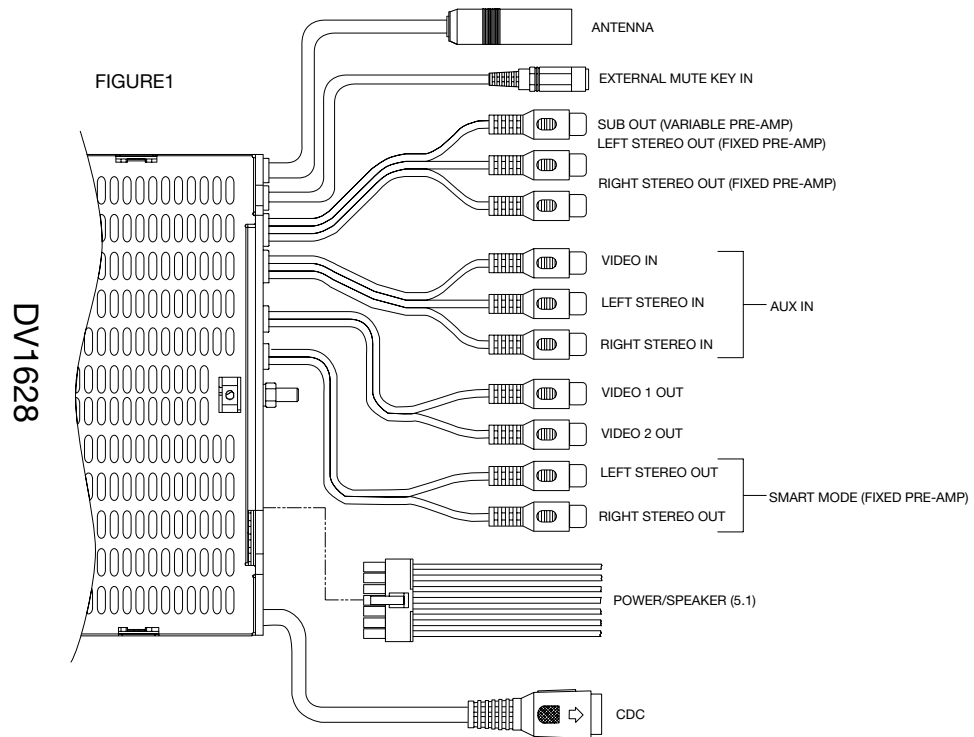 FIGURE1
DV1628
ANTENNA
EXTERNAL MUTE KEY IN
SUB OUT (VARIABLE PRE-AMP)
LEFT STEREO OUT (FIXED PRE-AMP)
RIGHT STEREO OUT (FIXED PRE-AMP)
VIDEO IN
LEFT STEREO IN
AUX IN
RIGHT STEREO IN
VIDEO 1 OUT
VIDEO 2 OUT
LEFT STEREO OUT
SMART MODE (FIXED PRE-AMP)
RIGHT STEREO OUT
POWER/SPEAKER (5.1)
CDC